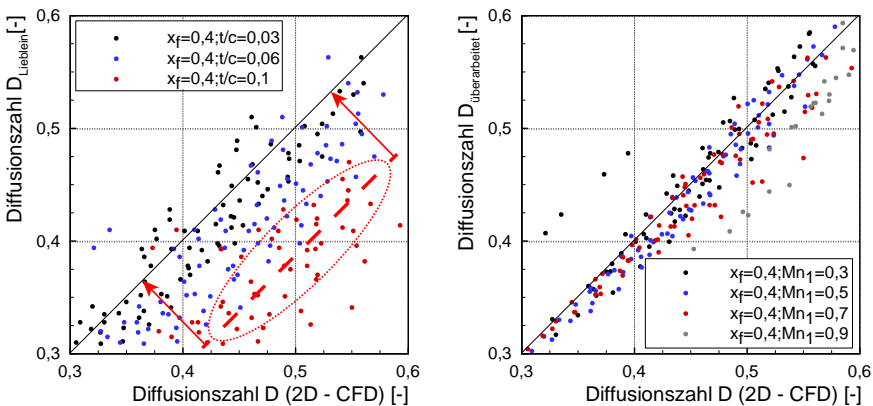 Diffusionszahl D_Lieblein[-]
0,6
0,5
0,4
0,3
x_f=0,4;t/c=0,03
x_f=0,4;t/c=0,06
x_f=0,4;t/c=0,1
0,3 0,4 0,5 0,6
Diffusionszahl D (2D - CFD) [-]
Diffusionszahl D_überarbeitet [-]
0,6
0,5
0,4
0,3
x_f=0,4;Mn_1=0,3
x_f=0,4;Mn_1=0,5
x_f=0,4;Mn_1=0,7
x_f=0,4;Mn_1=0,9
0,3 0,4 0,5 0,6
Diffusionszahl D (2D - CFD) [-]